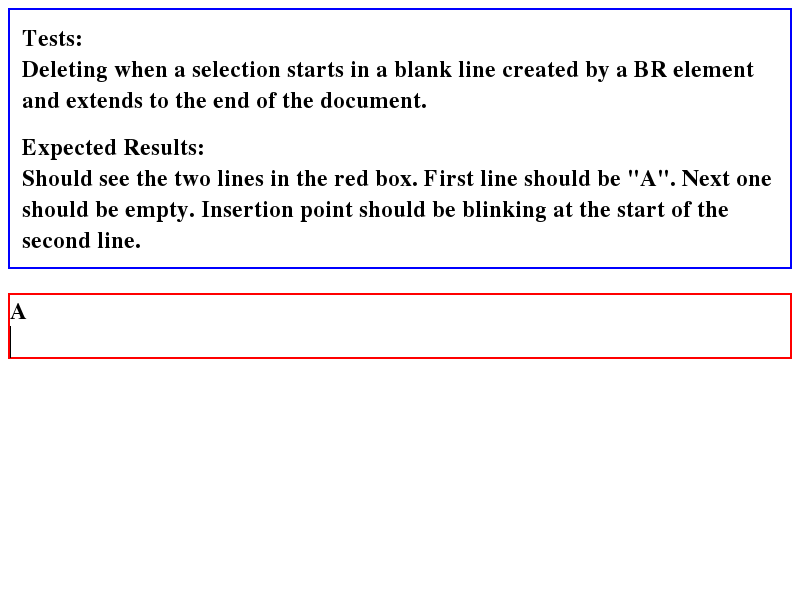 Tests:
Deleting when a selection starts in a blank line created by a BR element
and extends to the end of the document.
Expected Results:
Should see the two lines in the red box. First line should be "A". Next one
should be empty. Insertion point should be blinking at the start of the
second line.
A